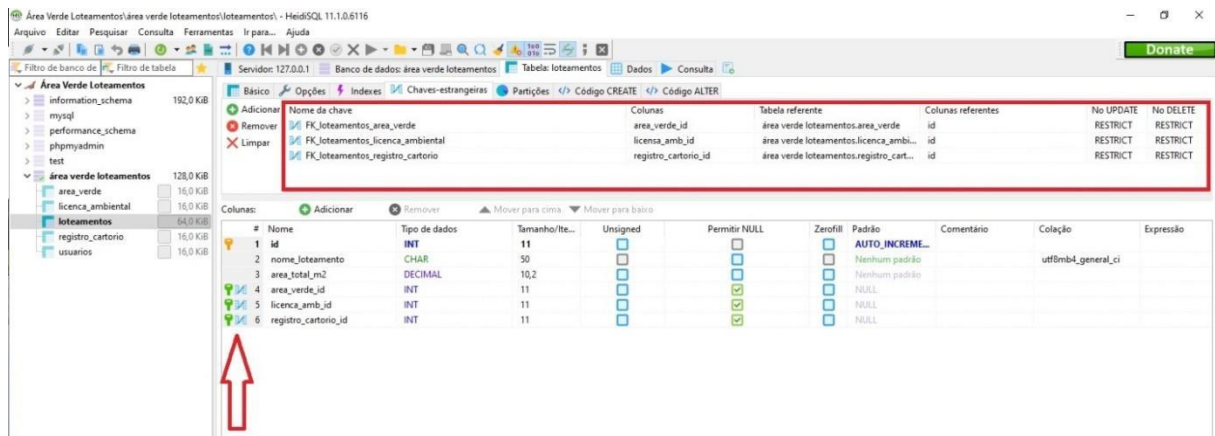 Área Verde Loteamentos\área verde loteamentos\loteamentos\ - HeidiSQL 11.1.0.6116
Arquivo Editar Pesquisar Consulta Ferramentas Ir para... Ajuda
Donate
Filtro de banco de Filtro de tabela
Servidor: 127.0.0.1 Banco de dados: área verde loteamentos Tabela: loteamentos Dados Consulta
Área Verde Loteamentos
information_schema 192,0 KiB
mysql
performance_schema
phpmyadmin
test
área verde loteamentos 128,0 KiB
area_verde 16,0 KiB
licenca_ambiental 16,0 KiB
loteamentos 64,0 KiB
registro_cartorio 16,0 KiB
usuarios 16,0 KiB
Básico Opções Indexes Chaves-estrangeiras Partições Código CREATE Código ALTER
Adicionar
Remover
Limpar
Nome da chave Colunas Tabela referente Colunas referentes No UPDATE No DELETE
FK_loteamentos_area_verde area_verde_id área verde loteamentos.area_verde id RESTRICT RESTRICT
FK_loteamentos_licenca_ambiental licensa_amb_id área verde loteamentos.licenca_ambi... id RESTRICT RESTRICT
FK_loteamentos_registro_cartorio registro_cartorio_id área verde loteamentos.registro_cart... id RESTRICT RESTRICT
Colunas: Adicionar Remover Mover para cima Mover para bairo
# Nome Tipo de dados Tamanho/Ite... Unsigned Permitir NULL Zerofill Padrão Comentário Colação Expressão
1 id INT 11 AUTO_INCREME...
2 nome_loteamento CHAR 50 Nenhum padrão utf8mb4_general_ci
3 area_total_m2 DECIMAL 10,2 Nenhum padrão
4 area_verde_id INT 11 NULL
5 licenca_amb_id INT 11 NULL
6 registro_cartorio_id INT 11 NULL